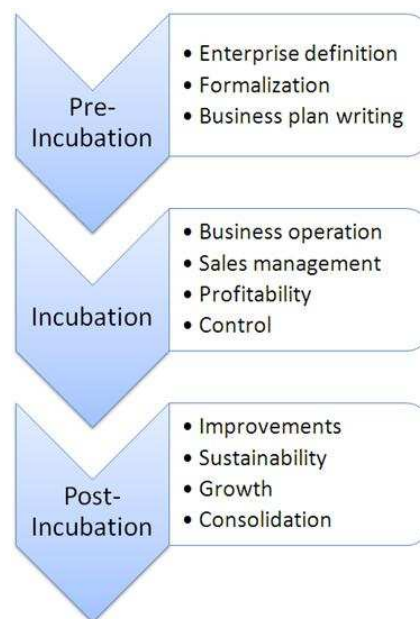 Pre-
Incubation
• Enterprise definition
• Formalization
• Business plan writing
Incubation
• Business operation
• Sales management
• Profitability
• Control
Post-
Incubation
• Improvements
• Sustainability
• Growth
• Consolidation